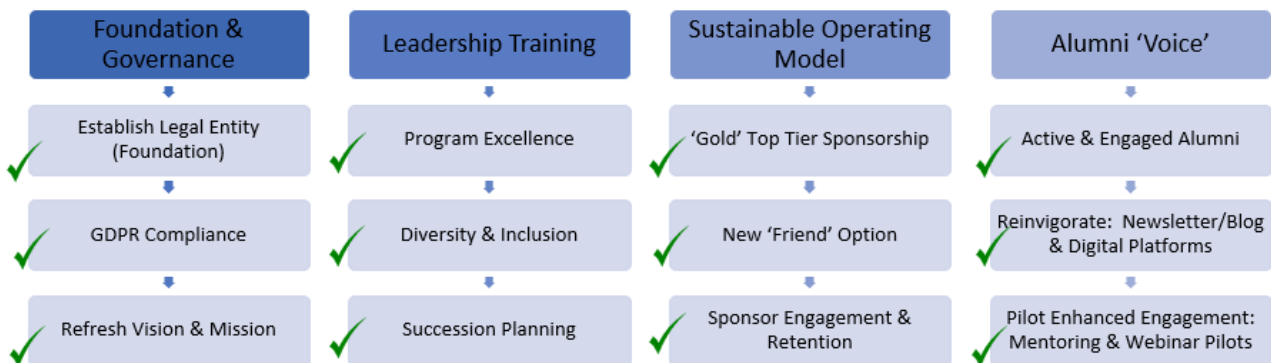 Foundation &
Governance
Establish Legal Entity
(Foundation)
GDPR Compliance
Refresh Vision & Mission
Leadership Training
Program Excellence
Diversity & Inclusion
Succession Planning
Sustainable Operating
Model
‘Gold’ Top Tier Sponsorship
New ‘Friend’ Option
Sponsor Engagement &
Retention
Alumni ‘Voice’
Active & Engaged Alumni
Reinvigorate:  Newsletter/Blog
& Digital Platforms
Pilot Enhanced Engagement:
Mentoring & Webinar Pilots